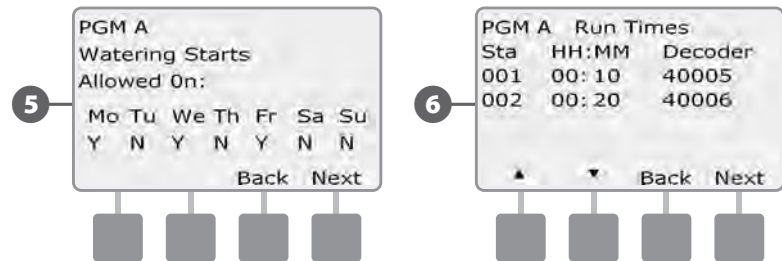 5
PGM A
Watering Starts
Allowed 0n:
Mo Tu We Th Fr Sa Su
Y N Y N Y N N
Back Next
6
PGM A Run Times
Sta HH:MM Decoder
001 00:10 40005
002 00:20 40006
▲ ▼ Back Next